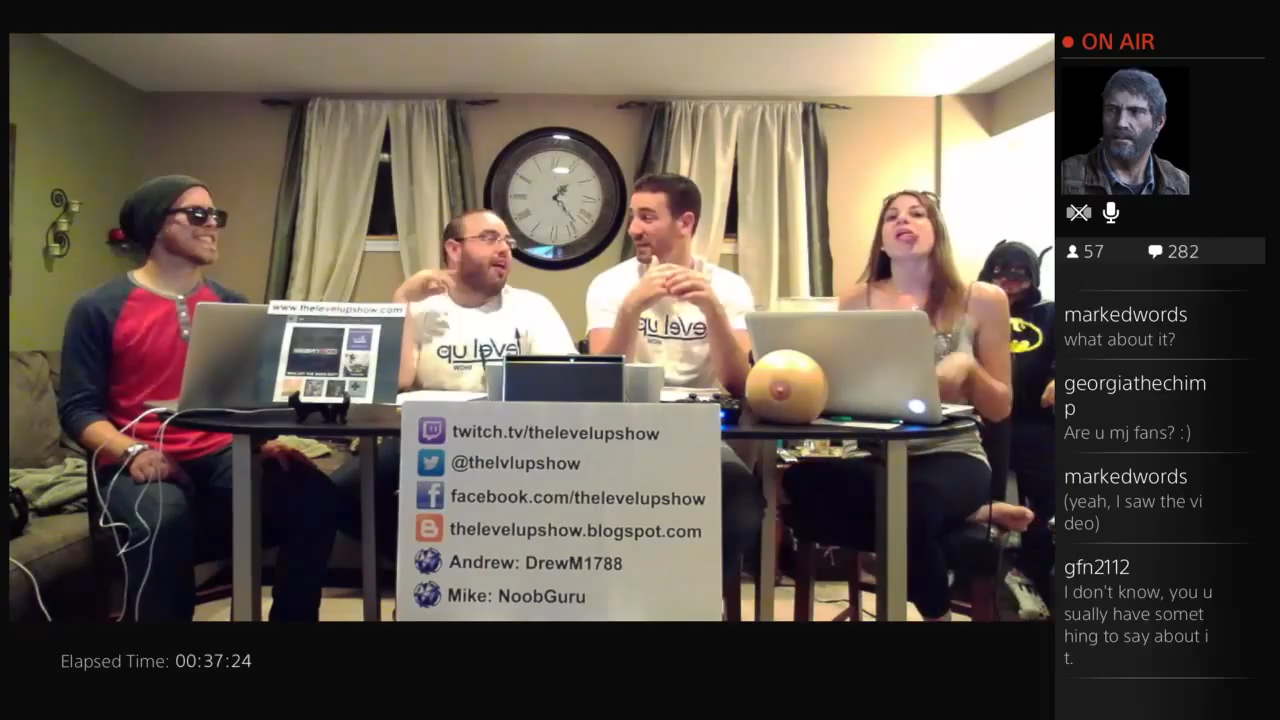 ON AIR
57 282
markedwords
what about it?
georgiathechim
p
Are u mj fans? :)
markedwords
(yeah, I saw the vi
deo)
gfn2112
I don't know, you u
sually have somet
hing to say about i
t.
www.thelevelupshow.com
level up
level up
twitch.tv/thelevelupshow
@thelvlupshow
facebook.com/thelevelupshow
thelevelupshow.blogspot.com
Andrew: DrewM1788
Mike: NoobGuru
Elapsed Time: 00:37:24